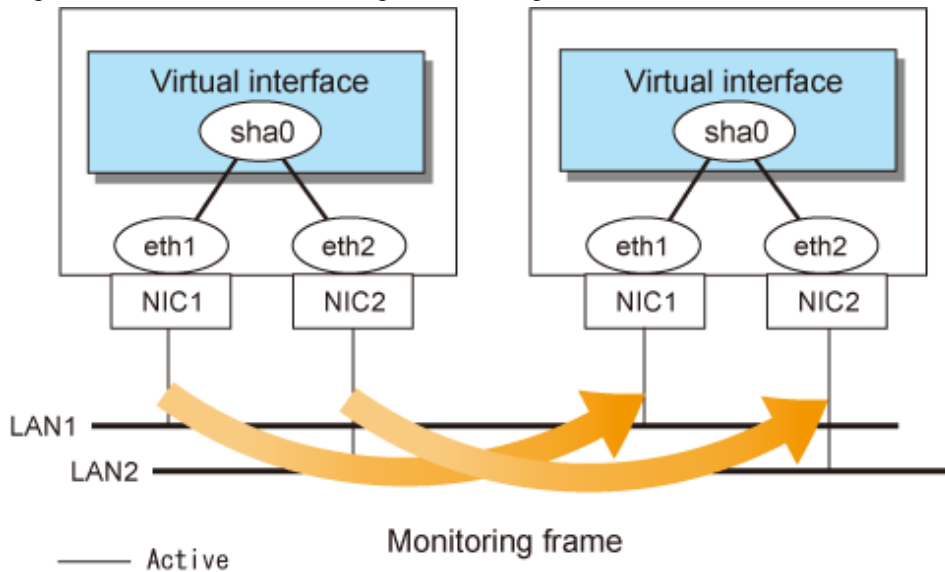 Virtual interface
sha0
eth1
eth2
NIC1
NIC2
Virtual interface
sha0
eth1
eth2
NIC1
NIC2
LAN1
LAN2
Monitoring frame
Active